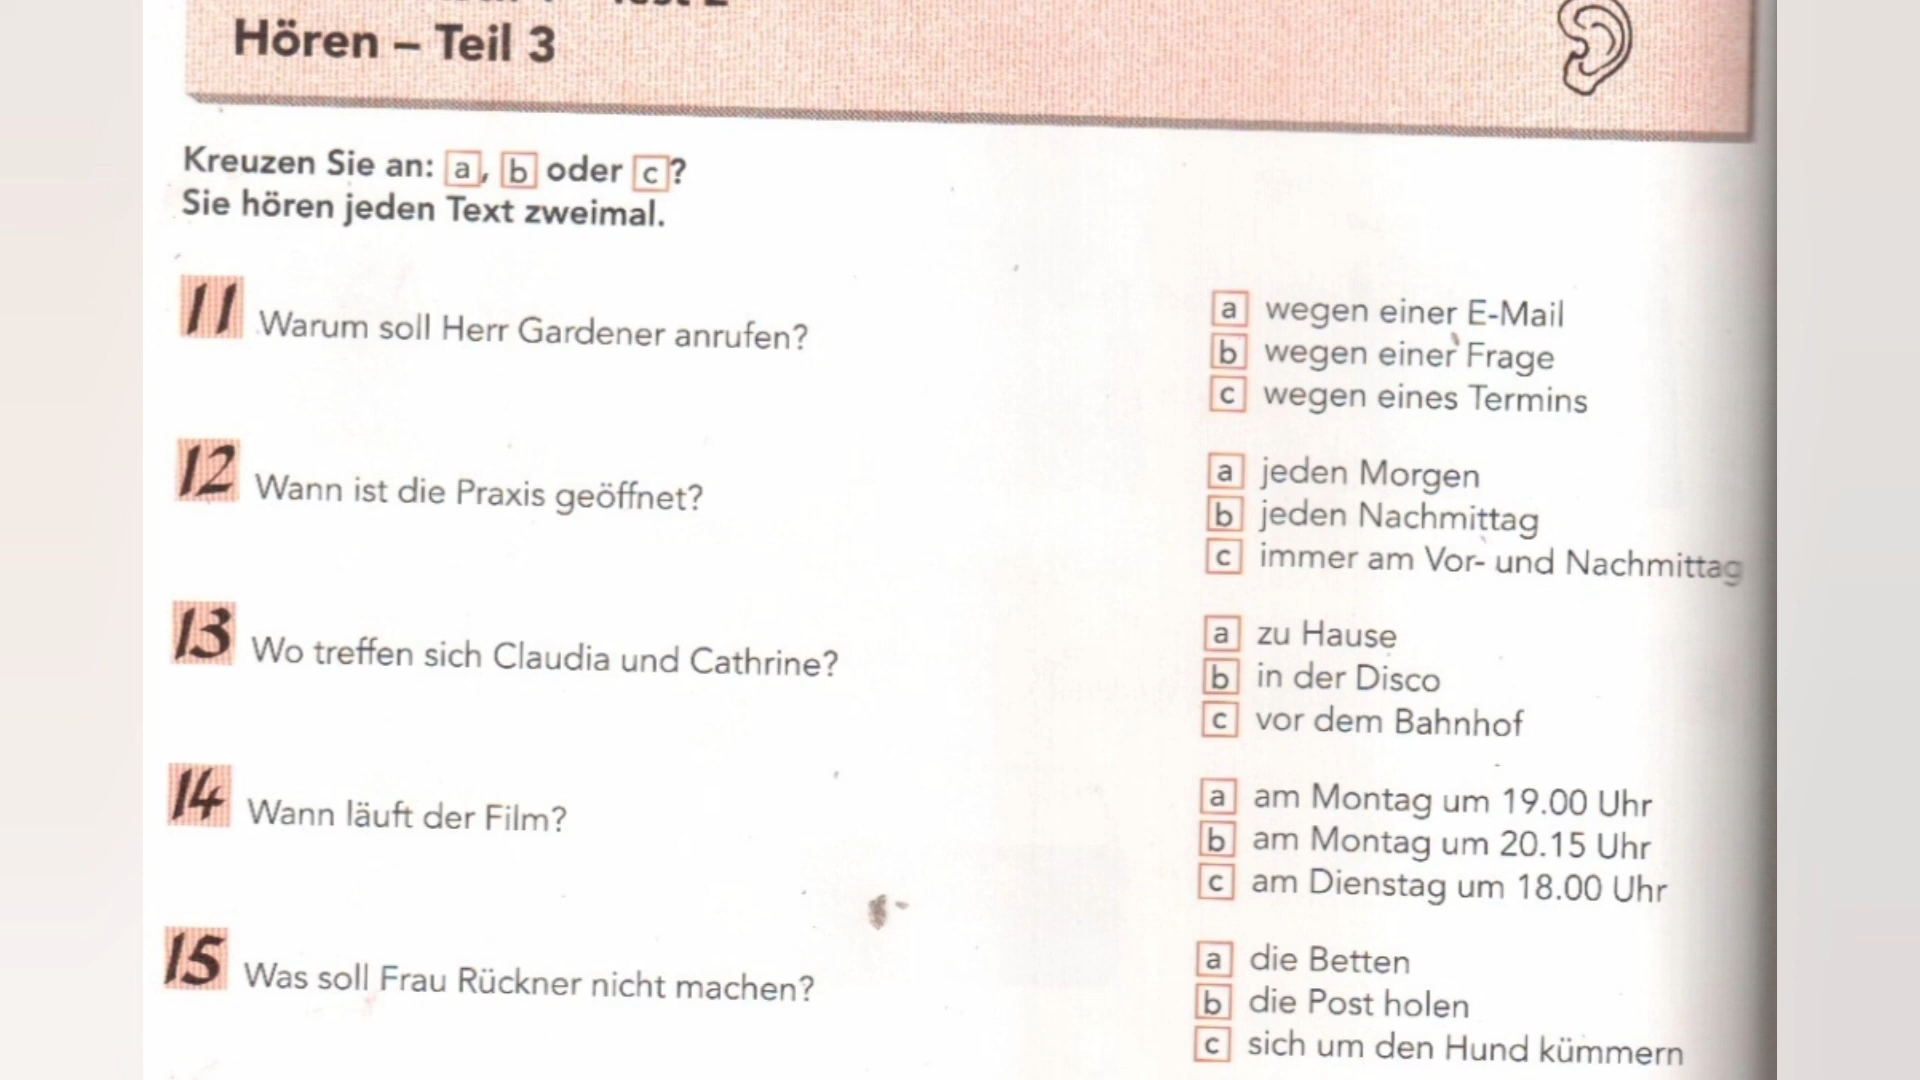 Hören – Teil 3
Kreuzen Sie an: a, b oder c?
Sie hören jeden Text zweimal.
11 Warum soll Herr Gardener anrufen?
a wegen einer E-Mail
b wegen einer Frage
c wegen eines Termins
12 Wann ist die Praxis geöffnet?
a jeden Morgen
b jeden Nachmittag
c immer am Vor- und Nachmittag
13 Wo treffen sich Claudia und Cathrine?
a zu Hause
b in der Disco
c vor dem Bahnhof
14 Wann läuft der Film?
a am Montag um 19.00 Uhr
b am Montag um 20.15 Uhr
c am Dienstag um 18.00 Uhr
15 Was soll Frau Rückner nicht machen?
a die Betten
b die Post holen
c sich um den Hund kümmern